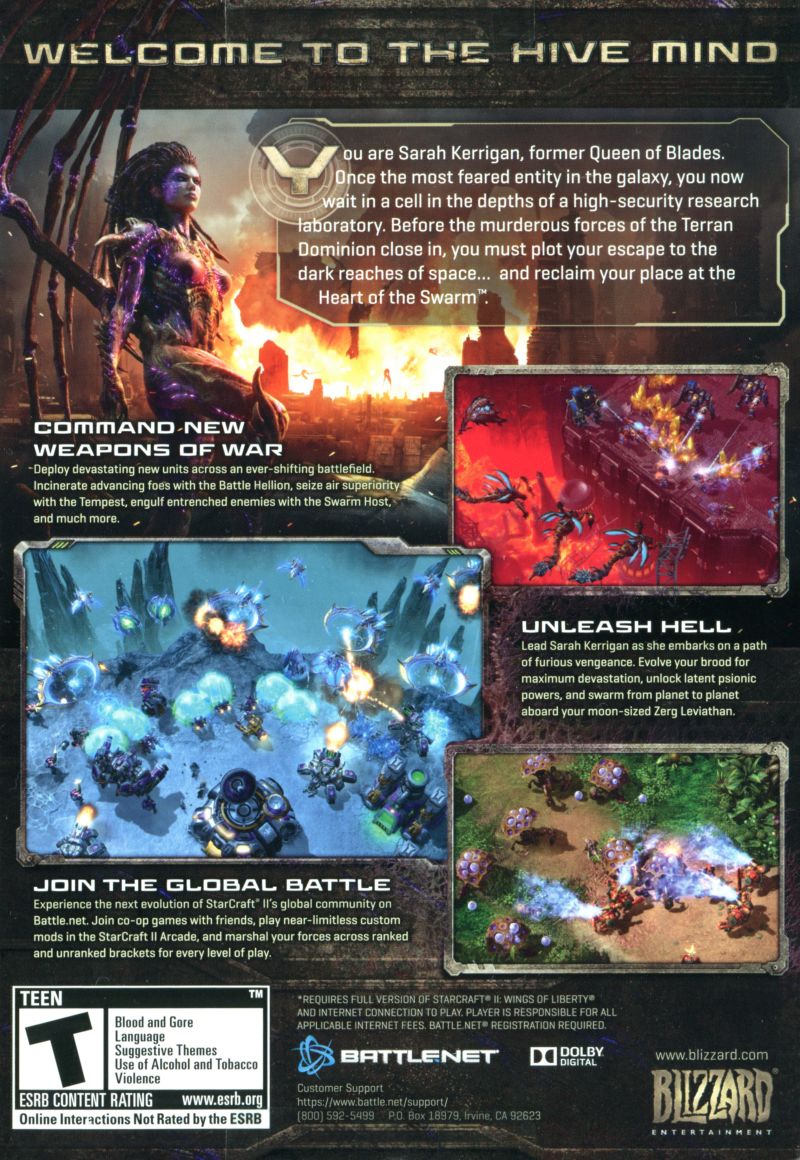 WELCOME TO THE HIVE MIND
You are Sarah Kerrigan, former Queen of Blades.
Once the most feared entity in the galaxy, you now
wait in a cell in the depths of a high-security research
laboratory. Before the murderous forces of the Terran
Dominion close in, you must plot your escape to the
dark reaches of space... and reclaim your place at the
Heart of the Swarm™.
COMMAND NEW
WEAPONS OF WAR
Deploy devastating new units across an ever-shifting battlefield.
Incinerate advancing foes with the Battle Hellion, seize air superiority
with the Tempest, engulf entrenched enemies with the Swarm Host,
and much more.
UNLEASH HELL
Lead Sarah Kerrigan as she embarks on a path
of furious vengeance. Evolve your brood for
maximum devastation, unlock latent psionic
powers, and swarm from planet to planet
aboard your moon-sized Zerg Leviathan.
JOIN THE GLOBAL BATTLE
Experience the next evolution of StarCraft® II's global community on
Battle.net. Join co-op games with friends, play near-limitless custom
mods in the StarCraft II Arcade, and marshal your forces across ranked
and unranked brackets for every level of play.
TEEN ™
T
Blood and Gore
Language
Suggestive Themes
Use of Alcohol and Tobacco
Violence
ESRB CONTENT RATING www.esrb.org
Online Interactions Not Rated by the ESRB
*REQUIRES FULL VERSION OF STARCRAFT® II: WINGS OF LIBERTY®
AND INTERNET CONNECTION TO PLAY. PLAYER IS RESPONSIBLE FOR ALL
APPLICABLE INTERNET FEES. BATTLE.NET® REGISTRATION REQUIRED.
BATTLE.NET
DOLBY
DIGITAL
Customer Support
https://www.battle.net/support/
(800) 592-5499 P.O. Box 18979, Irvine, CA 92623
www.blizzard.com
BLIZZARD®
ENTERTAINMENT